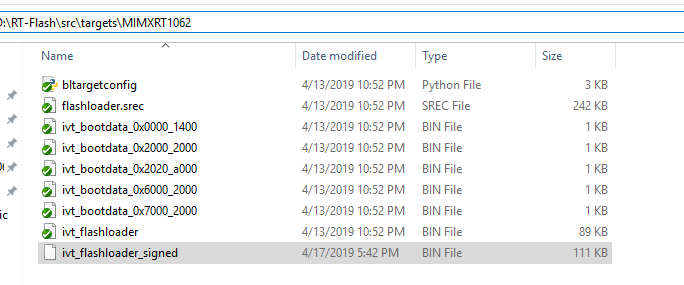 D:\RT-Flash\src\targets\MIMXRT1062
Name Date modified Type Size
bltargetconfig 4/13/2019 10:52 PM Python File 3 KB
flashloader.srec 4/13/2019 10:52 PM SREC File 242 KB
ivt_bootdata_0x0000_1400 4/13/2019 10:52 PM BIN File 1 KB
ivt_bootdata_0x2000_2000 4/13/2019 10:52 PM BIN File 1 KB
ivt_bootdata_0x2020_a000 4/13/2019 10:52 PM BIN File 1 KB
ivt_bootdata_0x6000_2000 4/13/2019 10:52 PM BIN File 1 KB
ivt_bootdata_0x7000_2000 4/13/2019 10:52 PM BIN File 1 KB
ivt_flashloader 4/13/2019 10:52 PM BIN File 89 KB
ivt_flashloader_signed 4/17/2019 5:42 PM BIN File 111 KB